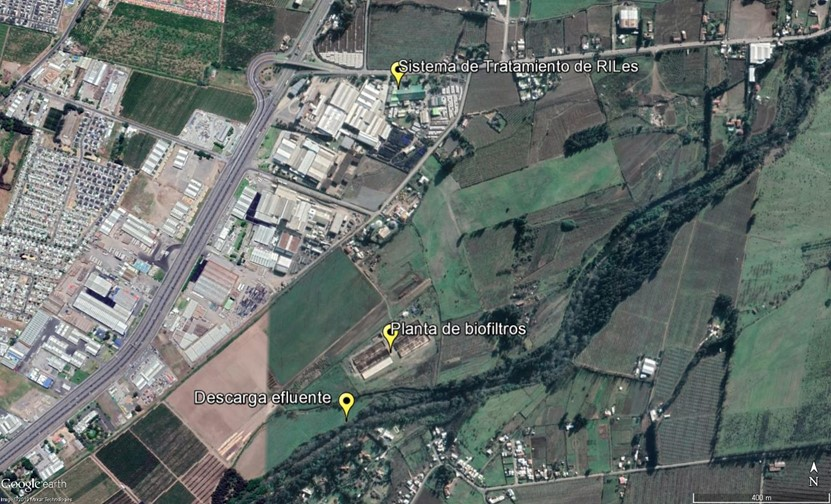 Sistema de Tratamiento de RILes
Planta de biofiltros
Descarga efluente
Google earth
N
400 m